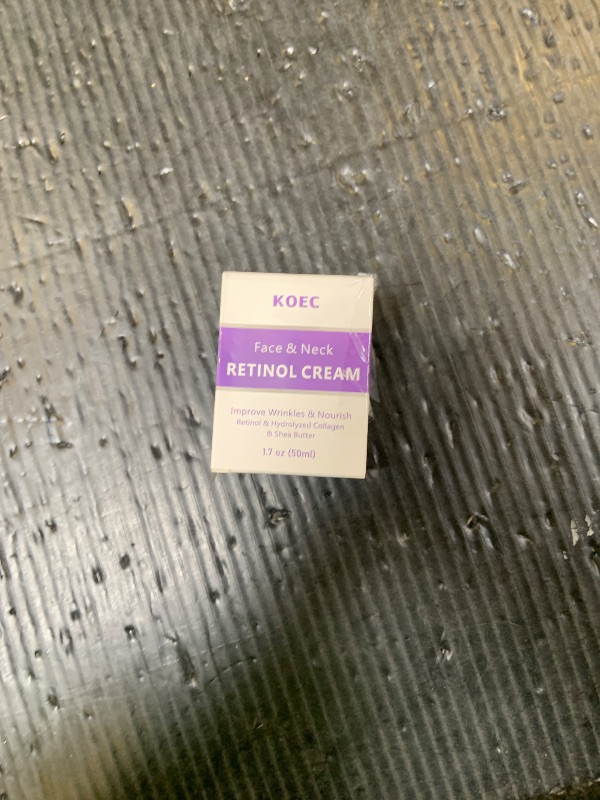 KOEC
Face & Neck
RETINOL CREAM
Improve Wrinkles & Nourish
Retinol & Hydrolyzed Collagen
& Shea Butter
1.7 oz (50ml)